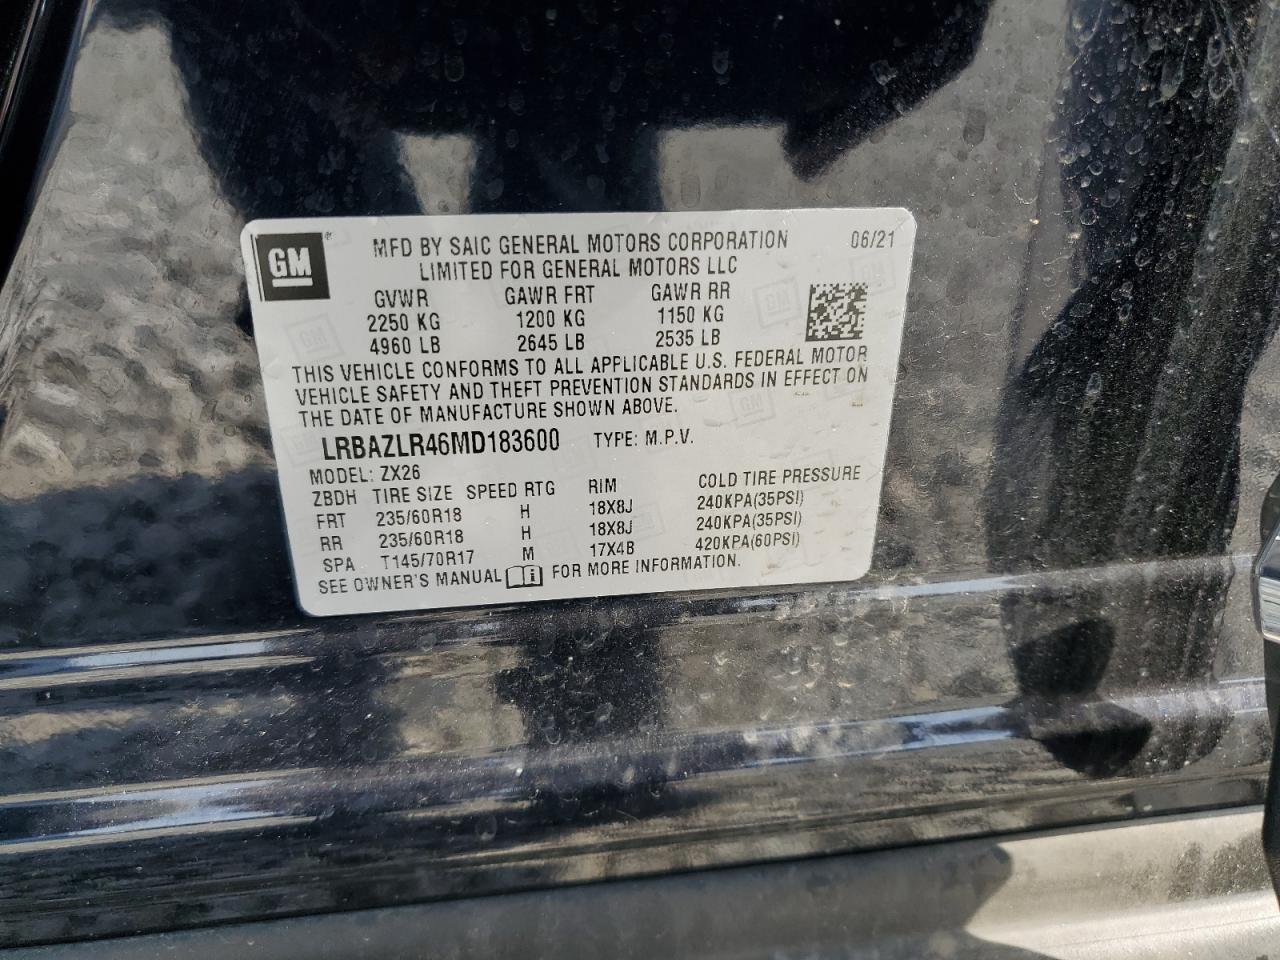 GM ® MFD BY SAIC GENERAL MOTORS CORPORATION 06/21
LIMITED FOR GENERAL MOTORS LLC
GVWR GAWR FRT GAWR RR
2250 KG 1200 KG 1150 KG
4960 LB 2645 LB 2535 LB
THIS VEHICLE CONFORMS TO ALL APPLICABLE U.S. FEDERAL MOTOR
VEHICLE SAFETY AND THEFT PREVENTION STANDARDS IN EFFECT ON
THE DATE OF MANUFACTURE SHOWN ABOVE.
LRBAZLR46MD183600 TYPE: M.P.V.
MODEL: ZX26
ZBDH TIRE SIZE SPEED RTG RIM COLD TIRE PRESSURE
FRT 235/60R18 H 18X8J 240KPA(35PSI)
RR 235/60R18 H 18X8J 240KPA(35PSI)
SPA T145/70R17 M 17X4B 420KPA(60PSI)
SEE OWNER'S MANUAL FOR MORE INFORMATION.